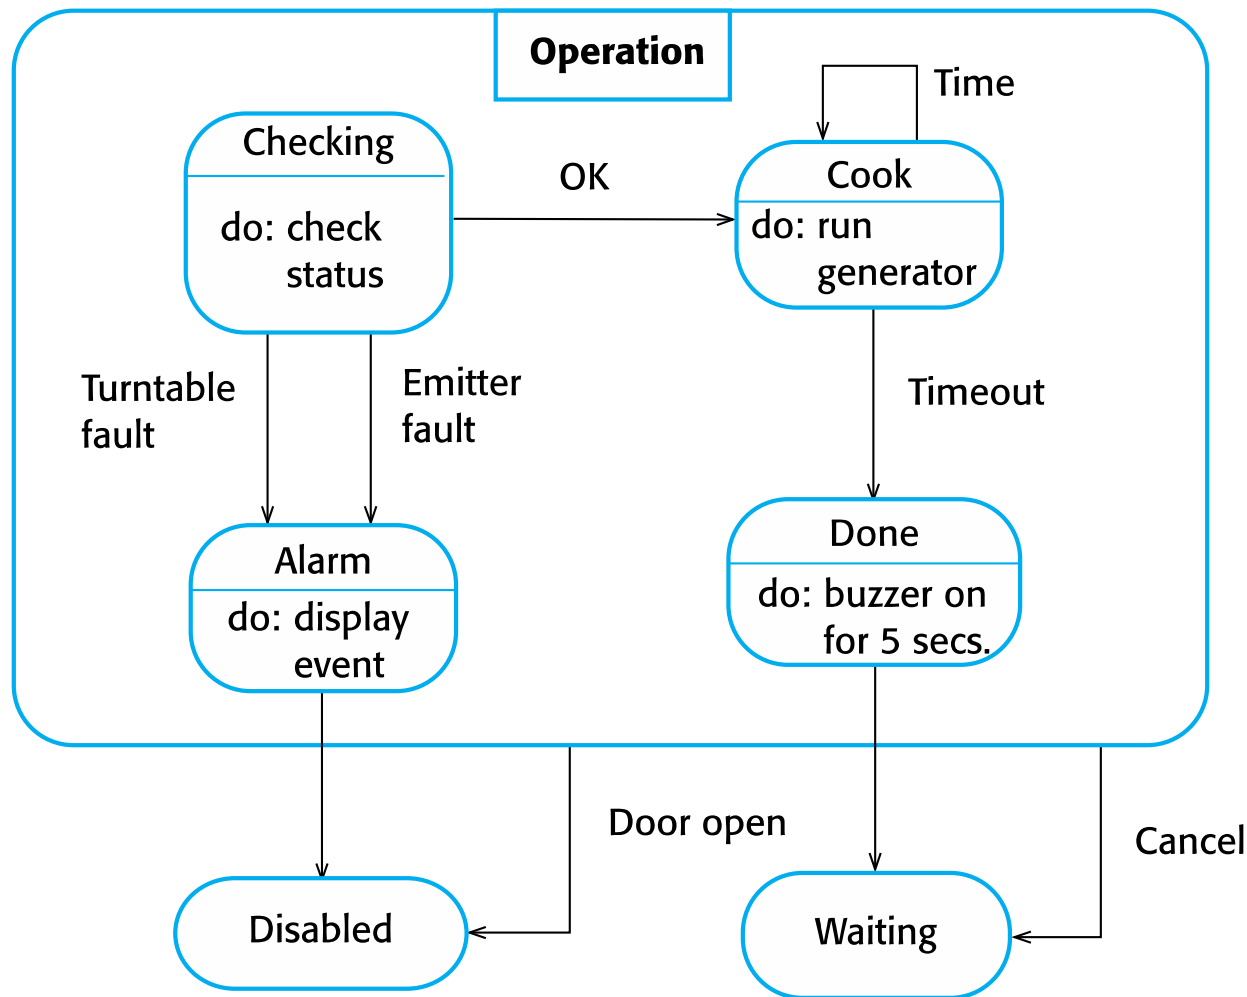 Operation
Time
Checking
OK
Cook
do: check
status
do: run
generator
Turntable
fault
Emitter
fault
Timeout
Alarm
do: display
event
Done
do: buzzer on
for 5 secs.
Door open
Cancel
Disabled
Waiting